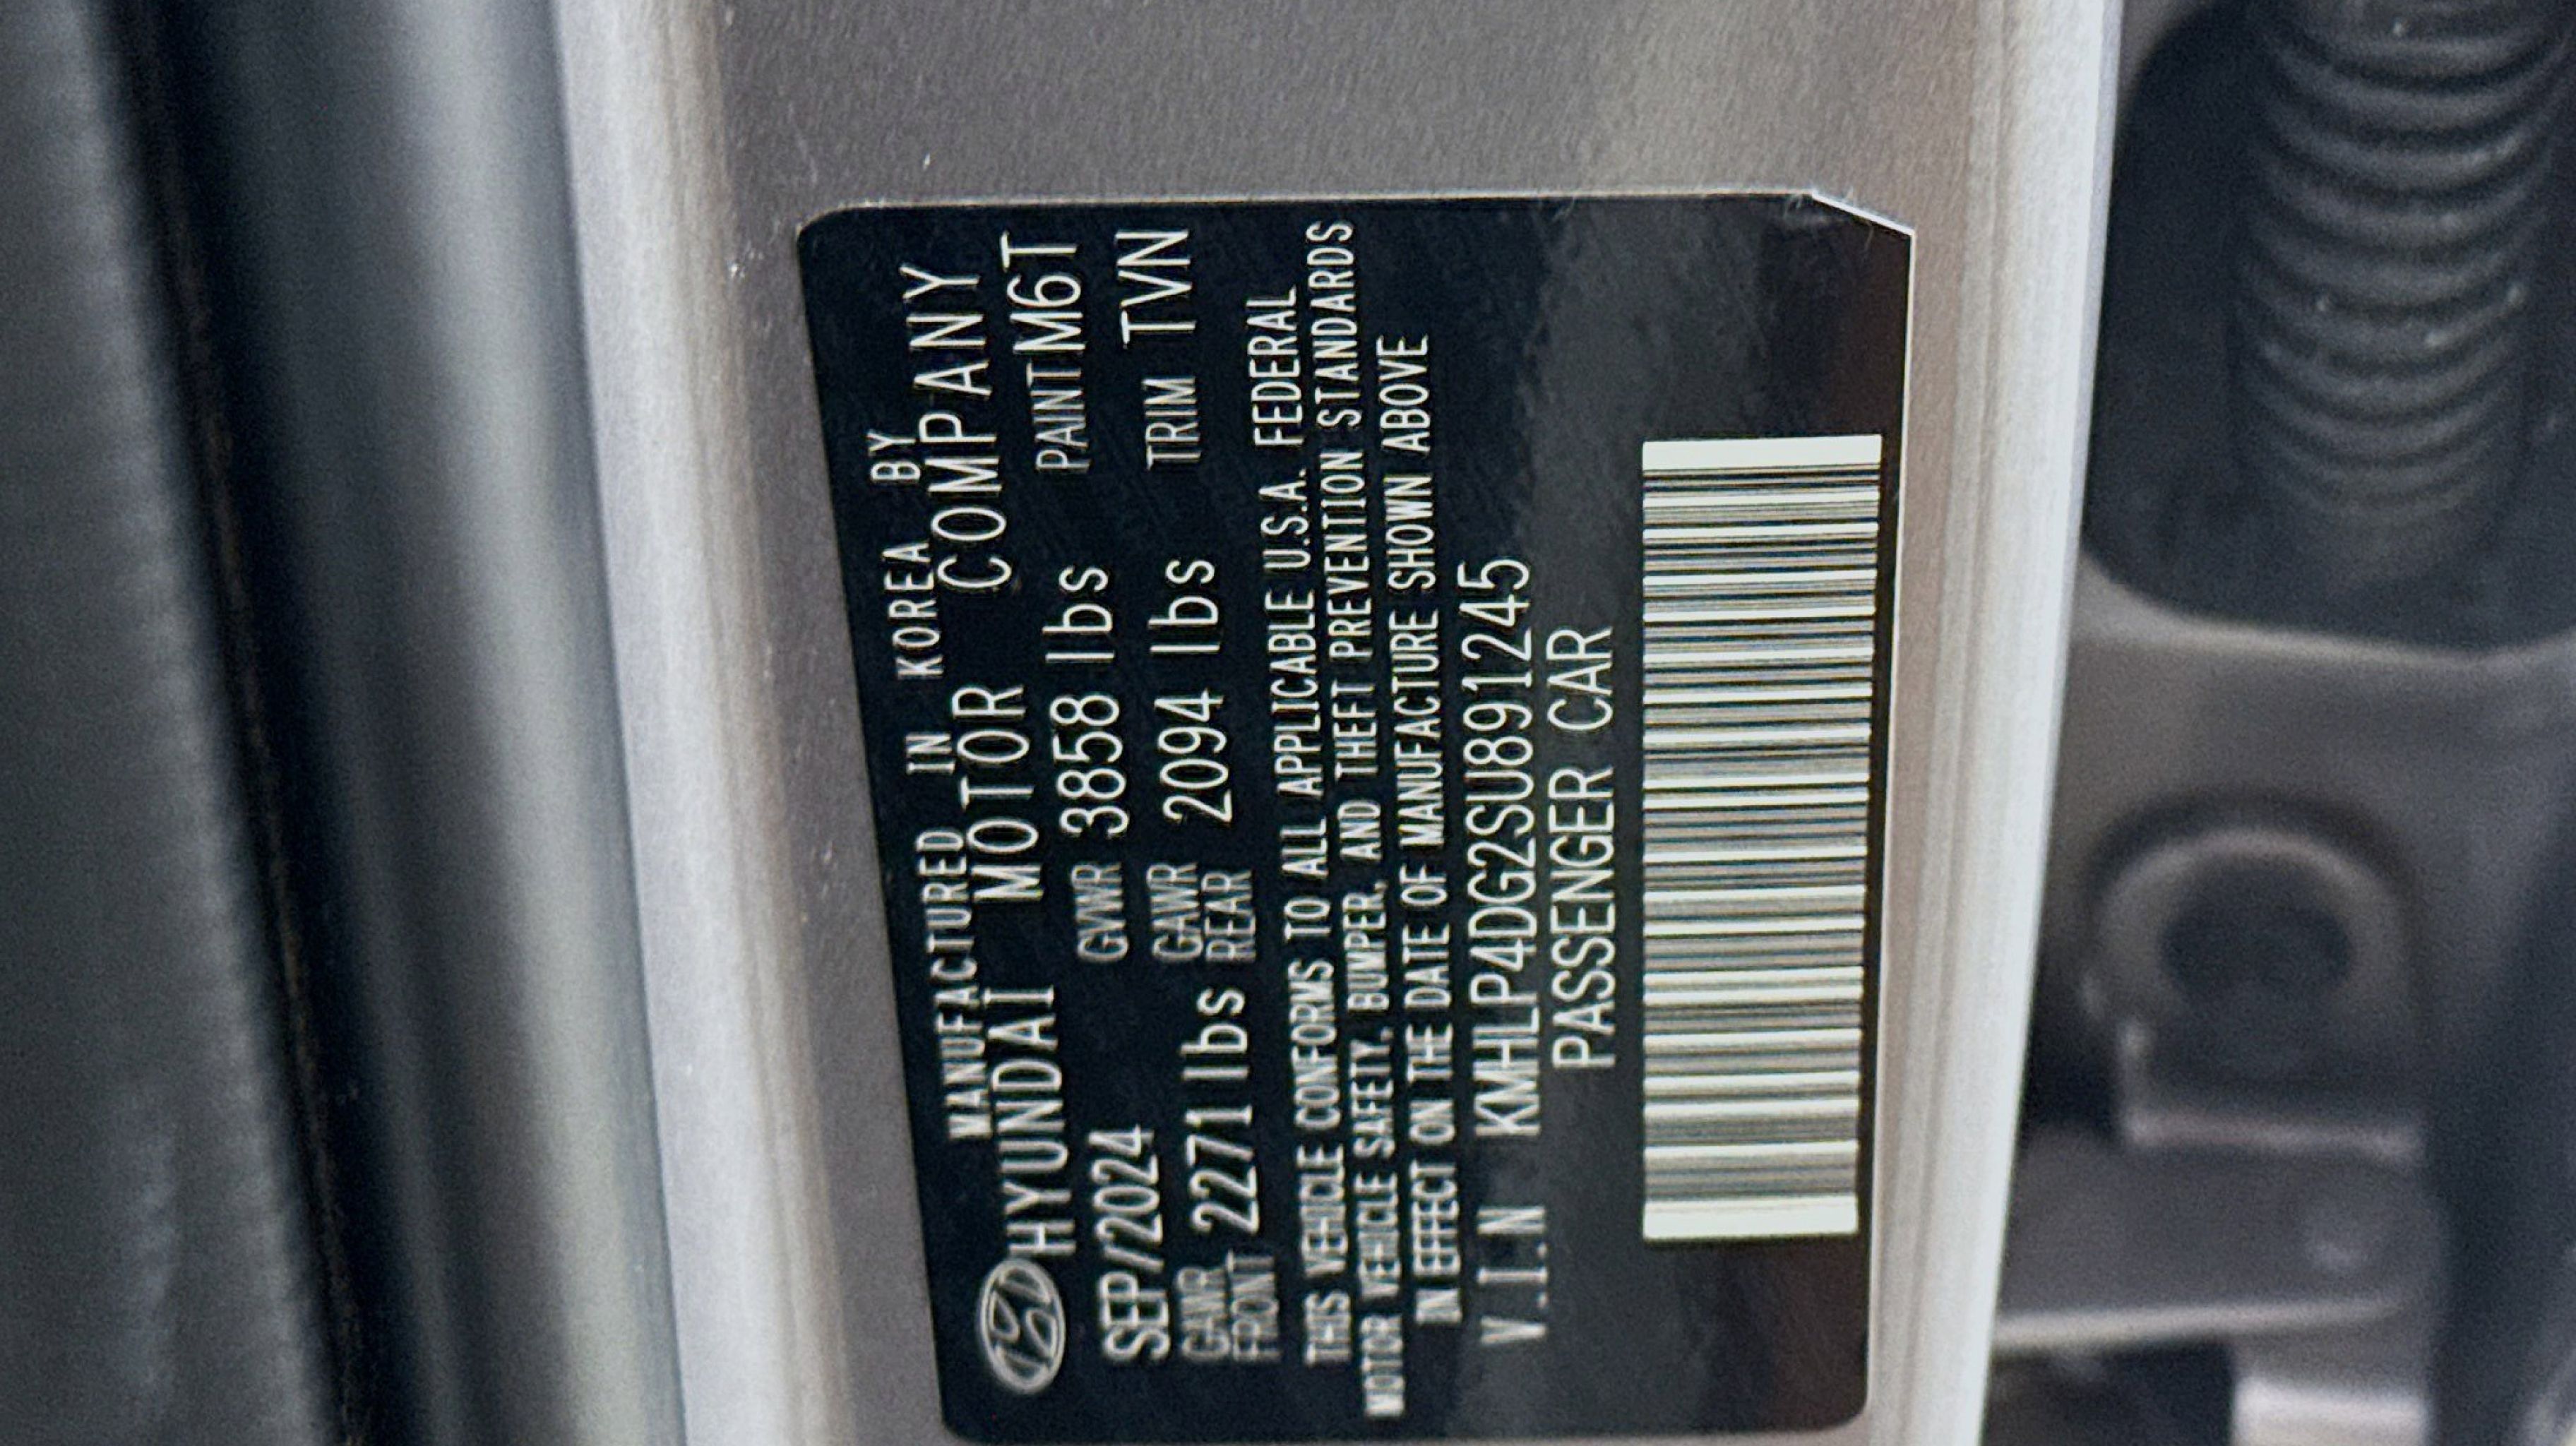 MANUFACTURED IN KOREA BY
HYUNDAI MOTOR COMPANY
SEP/2024 GVWR 3858 lbs PAINT M6T
GAWR FRONT 2271 lbs GAWR REAR 2094 lbs TRIM TVN
THIS VEHICLE CONFORMS TO ALL APPLICABLE U.S.A. FEDERAL
MOTOR VEHICLE SAFETY, BUMPER, AND THEFT PREVENTION STANDARDS
IN EFFECT ON THE DATE OF MANUFACTURE SHOWN ABOVE
V.I.N KMHLP4DG2SU891245
PASSENGER CAR